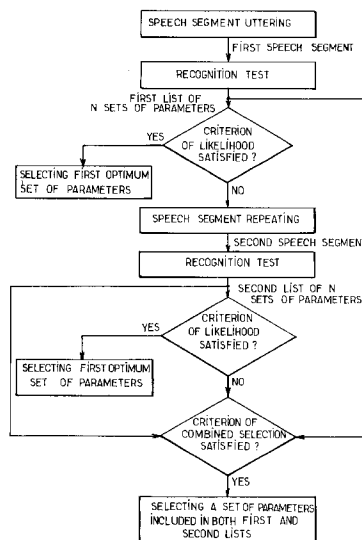 SPEECH SEGMENT UTTERING
FIRST SPEECH SEGMENT
RECOGNITION TEST
FIRST LIST OF
N SETS OF PARAMETERS
YES
CRITERION
OF LIKELIHOOD
SATISFIED ?
SELECTING FIRST OPTIMUM
SET OF PARAMETERS
NO
SPEECH SEGMENT REPEATING
SECOND SPEECH SEGMENT
RECOGNITION TEST
SECOND LIST OF N
SETS OF PARAMETERS
YES
CRITERION
OF LIKELIHOOD
SATISFIED ?
SELECTING FIRST OPTIMUM
SET OF PARAMETERS
NO
CRITERION OF
COMBINED SELECTION
SATISFIED ?
YES
SELECTING A SET OF PARAMETERS
INCLUDED IN BOTH FIRST AND
SECOND LISTS